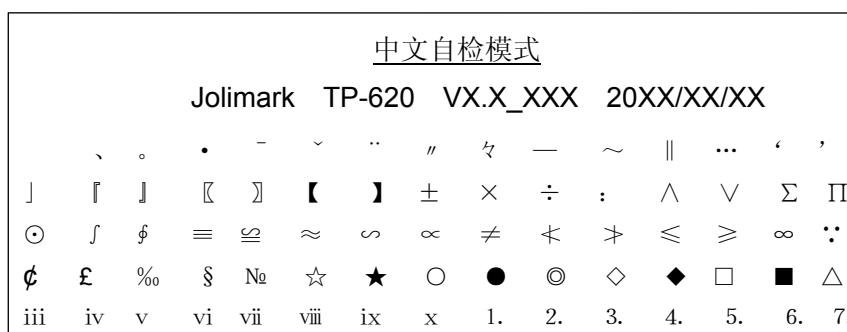 中文自检模式
Jolimark TP-620 VX.X_XXX 20XX/XX/XX
、 。 • ˉ ˇ ¨ 〃 々 — ～ ‖ … ‘ ’
」 『 』 〖 〗 【 】 ± × ÷ ∶ ∧ ∨ Σ Π
⊙ ∫ ∮ ≡ ≌ ≈ ∽ ∝ ≠ ≮ ≯ ≤ ≥ ∞ ∵
¢ £ ‰ § № ☆ ★ ○ ● ◎ ◇ ◆ □ ■ △
ⅲ ⅳ ⅴ ⅵ ⅶ ⅷ ⅸ ⅹ 1. 2. 3. 4. 5. 6. 7.